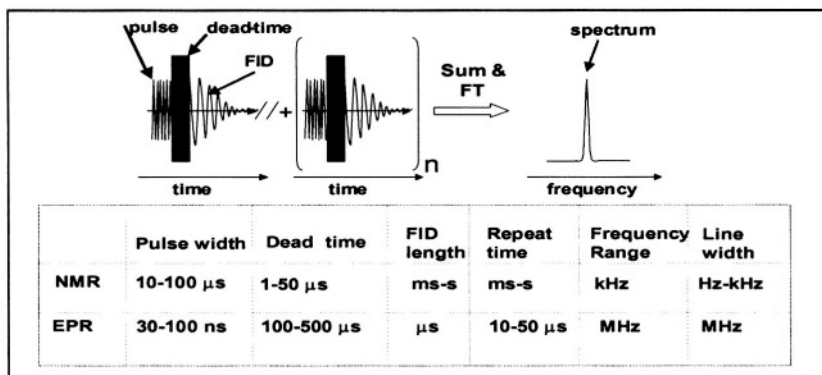 pulse dead-time
FID
spectrum
Sum &
FT
+
n
time time frequency
Pulse width Dead time FID length Repeat time Frequency Range Line width
NMR 10-100 µs 1-50 µs ms-s ms-s kHz Hz-kHz
EPR 30-100 ns 100-500 µs µs 10-50 µs MHz MHz